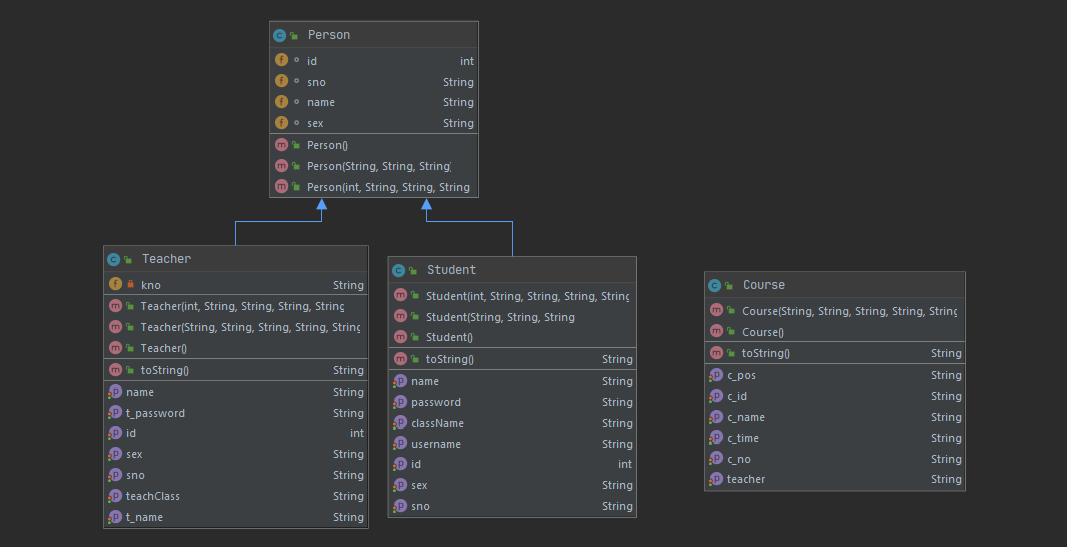 Person
id int
sno String
name String
sex String
Person()
Person(String, String, String)
Person(int, String, String, String
Teacher
kno String
Teacher(int, String, String, String, String
Teacher(String, String, String, String, String
Teacher()
toString() String
name String
t_password String
id int
sex String
sno String
teachClass String
t_name String
Student
Student(int, String, String, String, String
Student(String, String, String
Student()
toString() String
name String
password String
className String
username String
id int
sex String
sno String
Course
Course(String, String, String, String, String
Course()
toString() String
c_pos String
c_id String
c_name String
c_time String
c_no String
teacher String